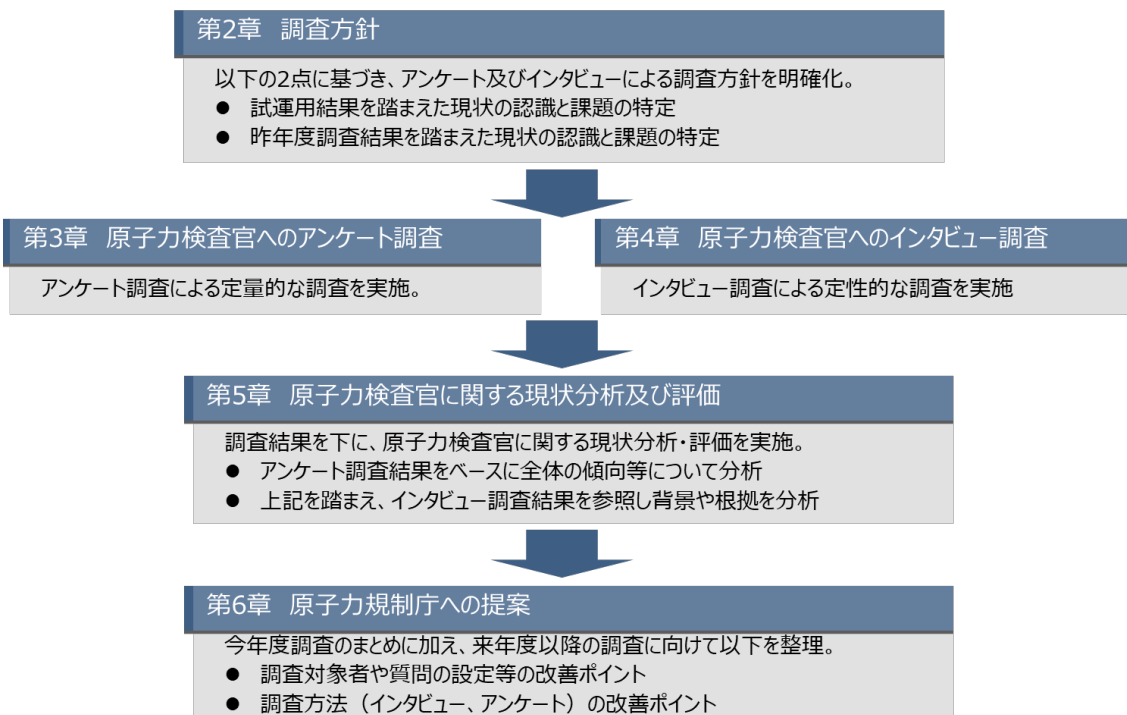 第2章 調査方針
以下の2点に基づき、アンケート及びインタビューによる調査方針を明確化。
● 試運用結果を踏まえた現状の認識と課題の特定
● 昨年度調査結果を踏まえた現状の認識と課題の特定
第3章 原子力検査官へのアンケート調査
アンケート調査による定量的な調査を実施。
第4章 原子力検査官へのインタビュー調査
インタビュー調査による定性的な調査を実施
第5章 原子力検査官に関する現状分析及び評価
調査結果を下に、原子力検査官に関する現状分析・評価を実施。
● アンケート調査結果をベースに全体の傾向等について分析
● 上記を踏まえ、インタビュー調査結果を参照し背景や根拠を分析
第6章 原子力規制庁への提案
今年度調査のまとめに加え、来年度以降の調査に向けて以下を整理。
● 調査対象者や質問の設定等の改善ポイント
● 調査方法（インタビュー、アンケート）の改善ポイント